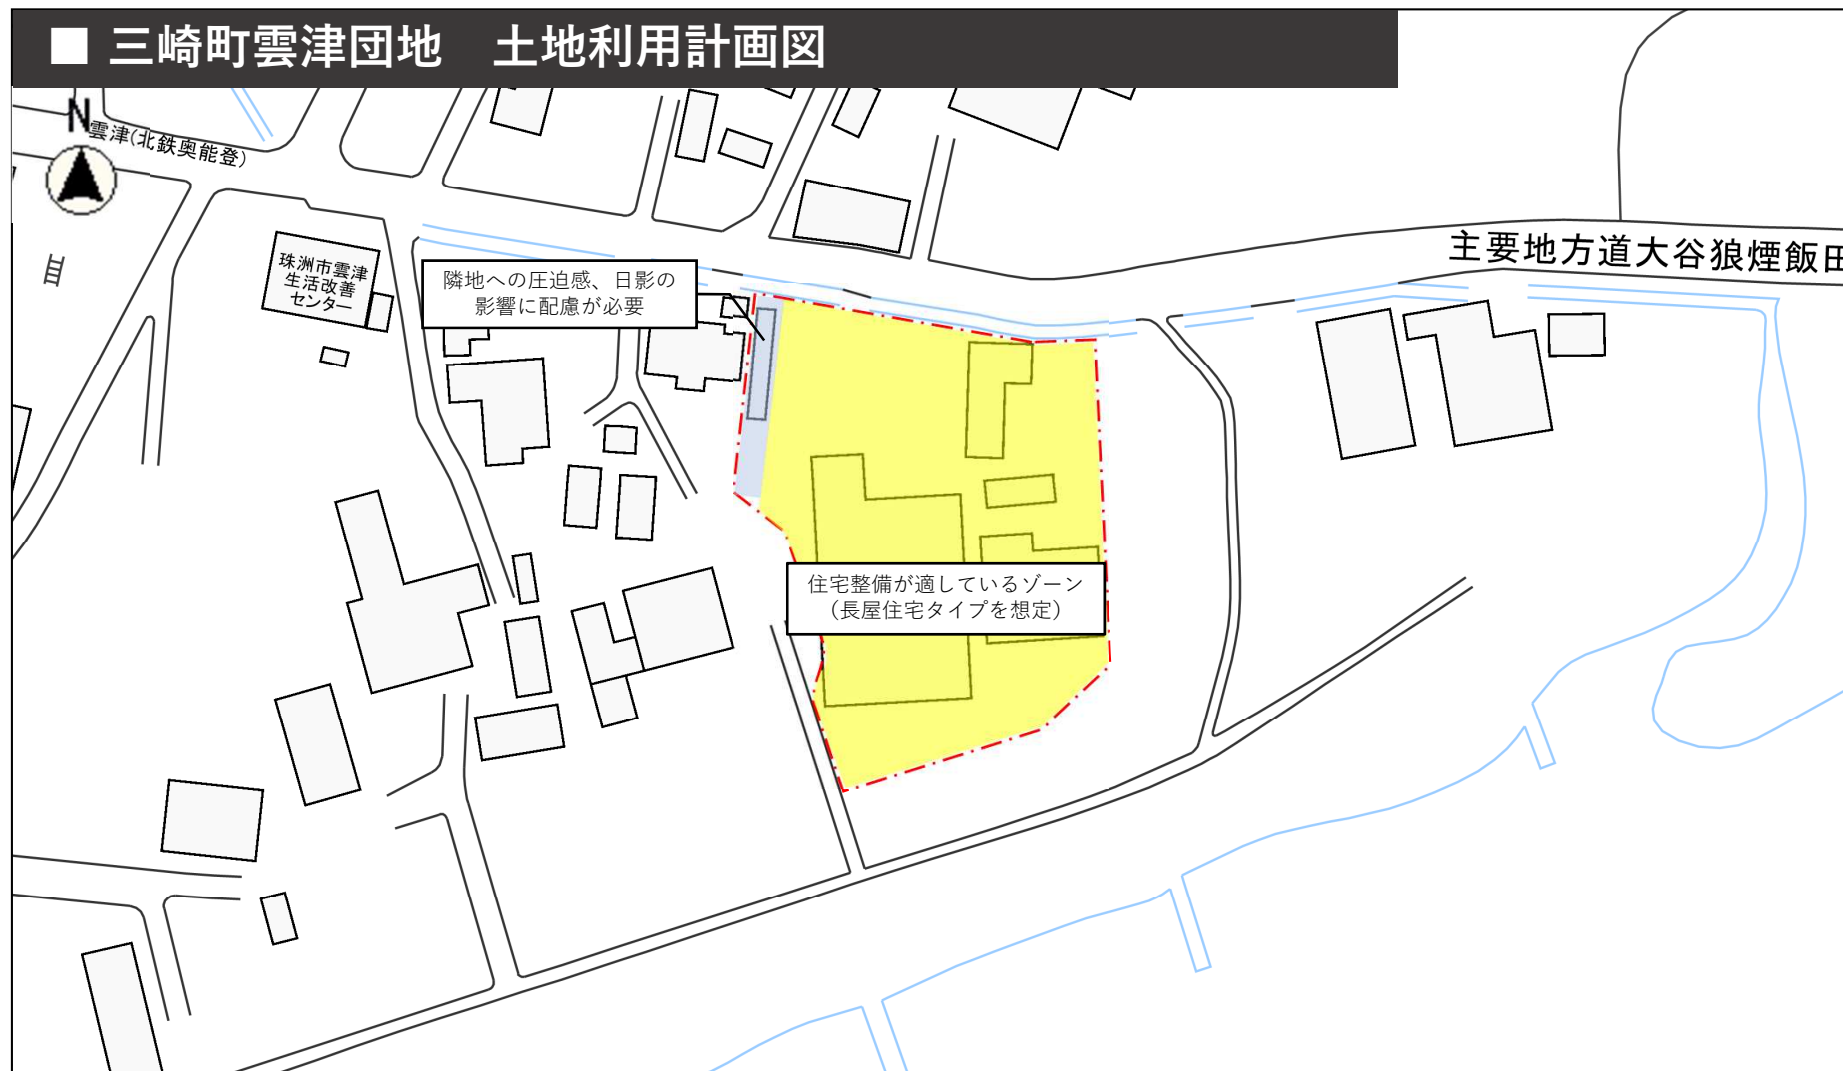 ■ 三崎町雲津団地　土地利用計画図
N
雲津(北鉄奥能登)
主要地方道大谷狼煙飯田
珠洲市雲津
生活改善
センター
隣地への圧迫感、日影の
影響に配慮が必要
住宅整備が適しているゾーン
（長屋住宅タイプを想定）